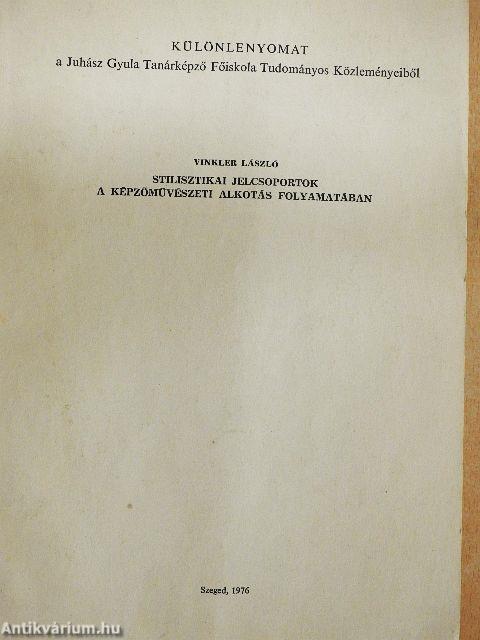 KÜLÖNLENYOMAT
a Juhász Gyula Tanárképző Főiskola Tudományos Közleményeiből
VINKLER LÁSZLÓ
STILISZTIKAI JELCSOPORTOK
A KÉPZŐMŰVÉSZETI ALKOTÁS FOLYAMATÁBAN
Szeged, 1976
Antikvárium.hu